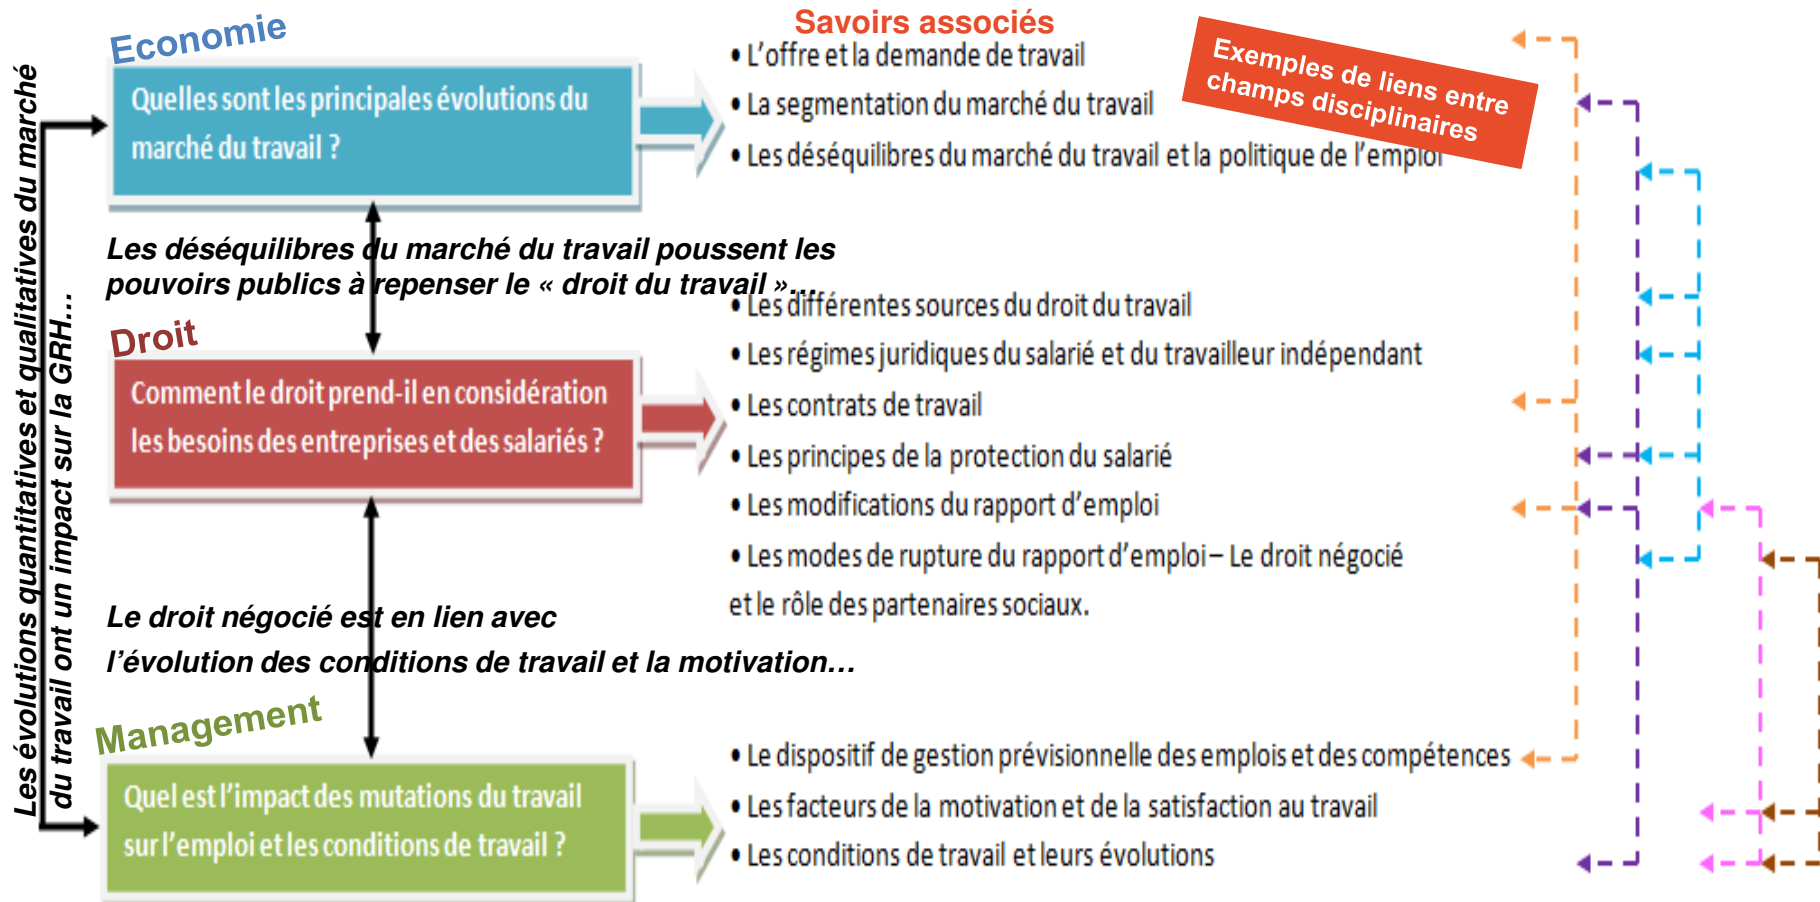 Savoirs associés
Economie
Quelles sont les principales évolutions du
marché du travail ?
• L’offre et la demande de travail
• La segmentation du marché du travail
• Les déséquilibres du marché du travail et la politique de l’emploi
Exemples de liens entre
champs disciplinaires
Les évolutions quantitatives et qualitatives du marché
du travail ont un impact sur la GRH…
Les déséquilibres du marché du travail poussent les
pouvoirs publics à repenser le « droit du travail »…
Droit
Comment le droit prend-il en considération
les besoins des entreprises et des salariés ?
• Les différentes sources du droit du travail
• Les régimes juridiques du salarié et du travailleur indépendant
• Les contrats de travail
• Les principes de la protection du salarié
• Les modifications du rapport d’emploi
• Les modes de rupture du rapport d’emploi – Le droit négocié
et le rôle des partenaires sociaux.
Le droit négocié est en lien avec
l’évolution des conditions de travail et la motivation…
Management
Quel est l’impact des mutations du travail
sur l’emploi et les conditions de travail ?
• Le dispositif de gestion prévisionnelle des emplois et des compétences
• Les facteurs de la motivation et de la satisfaction au travail
• Les conditions de travail et leurs évolutions